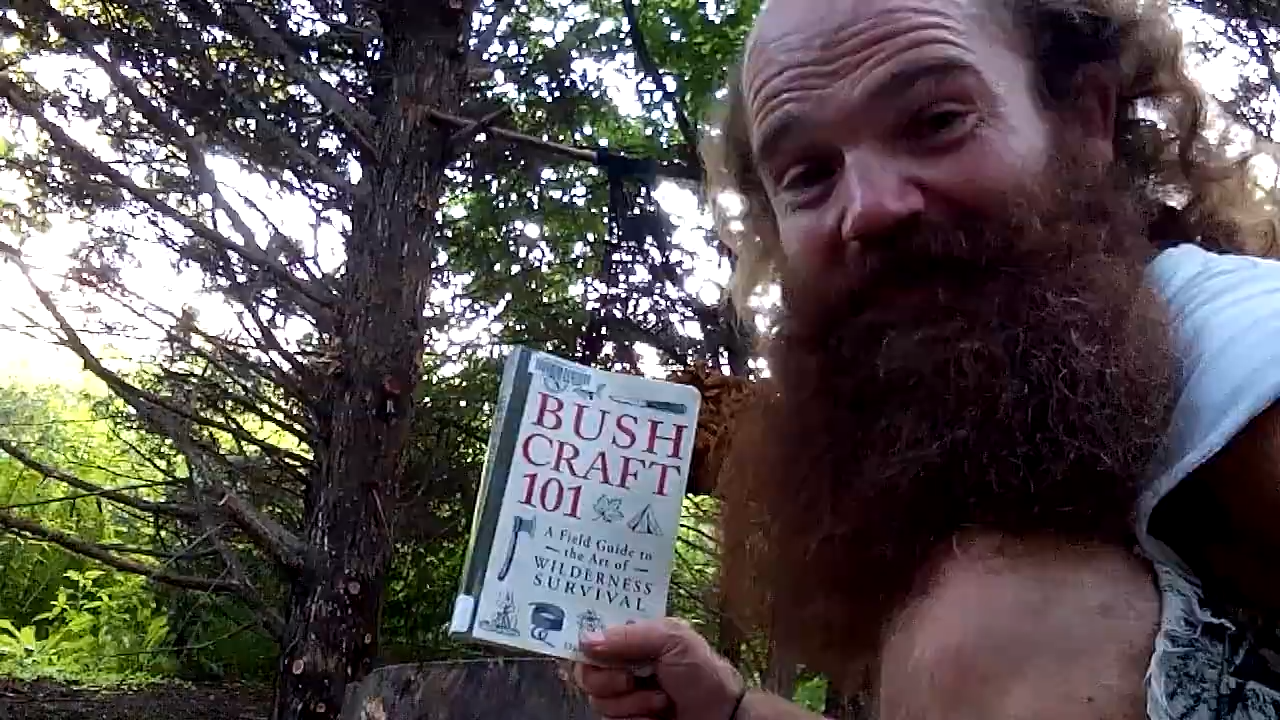 BUSH
CRAFT
101
A Field Guide to
the Art of
WILDERNESS
SURVIVAL